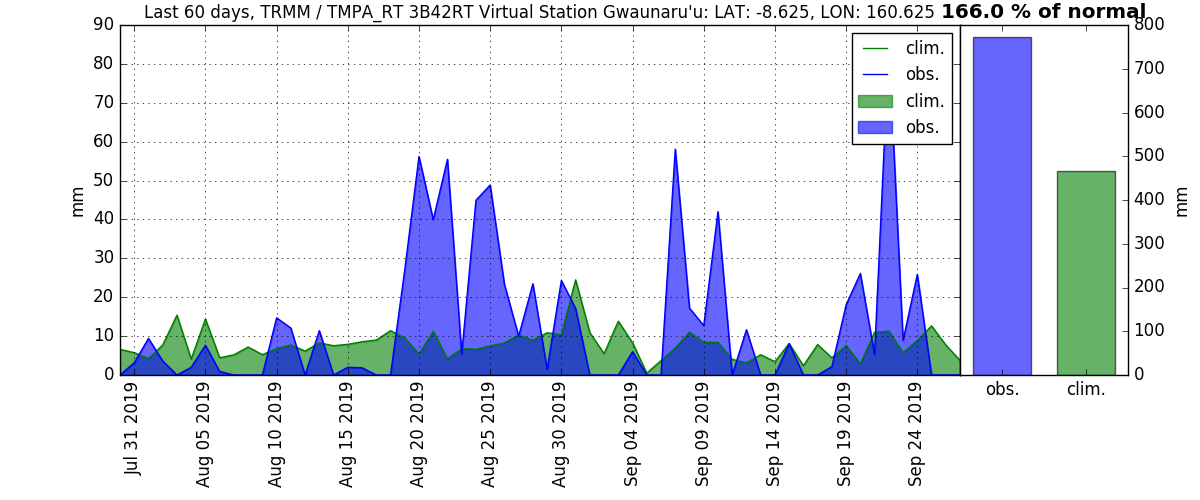 Last 60 days, TRMM / TMPA_RT 3B42RT Virtual Station Gwaunaru'u: LAT: -8.625, LON: 160.625 166.0 % of normal
90
80
70
60
50
40
30
20
10
0
mm
clim.
obs.
clim.
obs.
Jul 31 2019
Aug 05 2019
Aug 10 2019
Aug 15 2019
Aug 20 2019
Aug 25 2019
Aug 30 2019
Sep 04 2019
Sep 09 2019
Sep 14 2019
Sep 19 2019
Sep 24 2019
800
700
600
500
400
300
200
100
0
mm
obs.
clim.